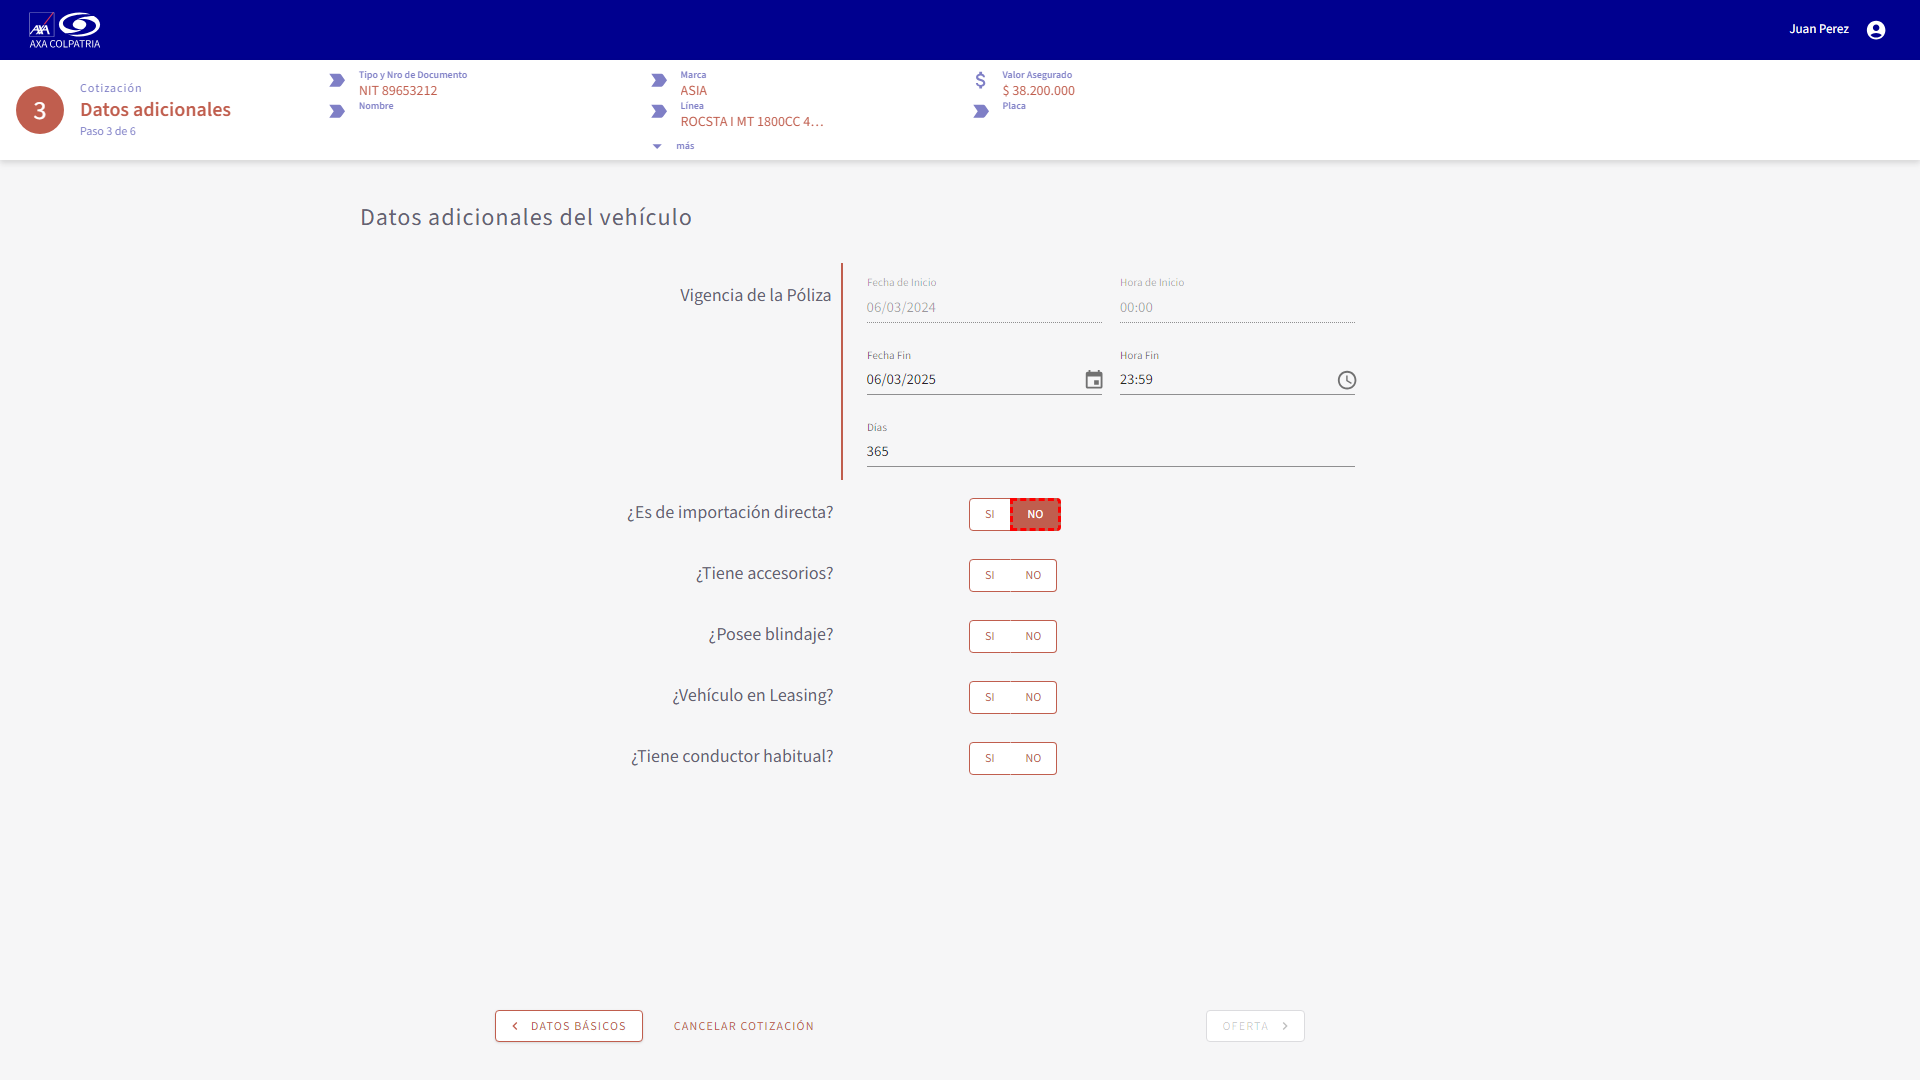 AXA COLPATRIA
Juan Perez
3
Cotización
Datos adicionales
Paso 3 de 6
Tipo y Nro de Documento
NIT 89653212
Nombre
Marca
ASIA
Línea
ROCSTA I MT 1800CC 4...
más
Valor Asegurado
$ 38.200.000
Placa
Datos adicionales del vehículo
Vigencia de la Póliza
Fecha de Inicio
06/03/2024
Hora de Inicio
00:00
Fecha Fin
06/03/2025
Hora Fin
23:59
Días
365
¿Es de importación directa? SI NO
¿Tiene accesorios? SI NO
¿Posee blindaje? SI NO
¿Vehículo en Leasing? SI NO
¿Tiene conductor habitual? SI NO
DATOS BÁSICOS
CANCELAR COTIZACIÓN
OFERTA